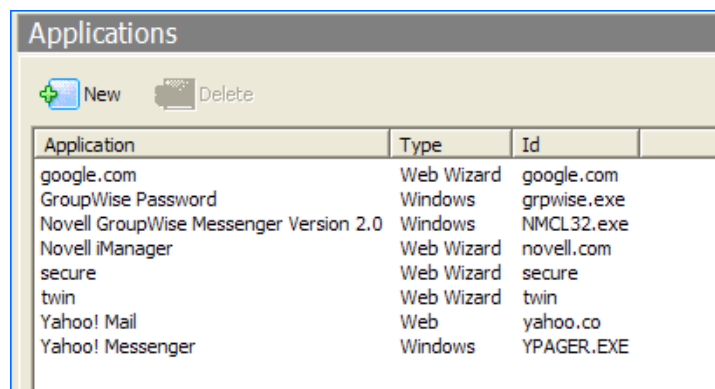 Applications
New Delete
Application Type Id
google.com Web Wizard google.com
GroupWise Password Windows grpwise.exe
Novell GroupWise Messenger Version 2.0 Windows NMCL32.exe
Novell iManager Web Wizard novell.com
secure Web Wizard secure
twin Web Wizard twin
Yahoo! Mail Web yahoo.co
Yahoo! Messenger Windows YPAGER.EXE